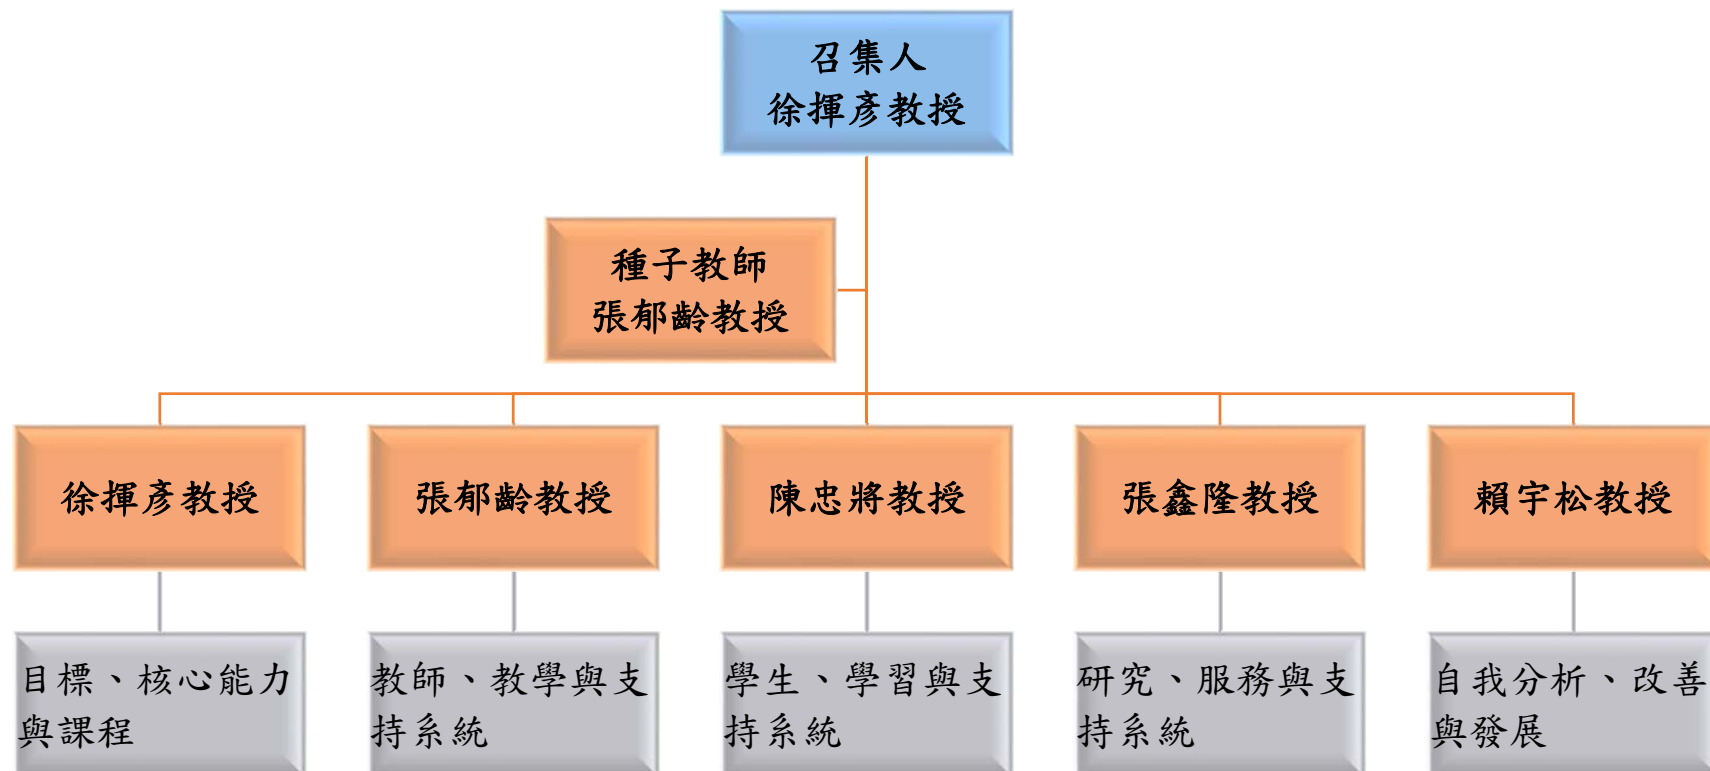 召集人
徐揮彥教授
種子教師
張郁齡教授
徐揮彥教授
張郁齡教授
陳忠將教授
張鑫隆教授
賴宇松教授
目標、核心能力
與課程
教師、教學與支
持系統
學生、學習與支
持系統
研究、服務與支
持系統
自我分析、改善
與發展